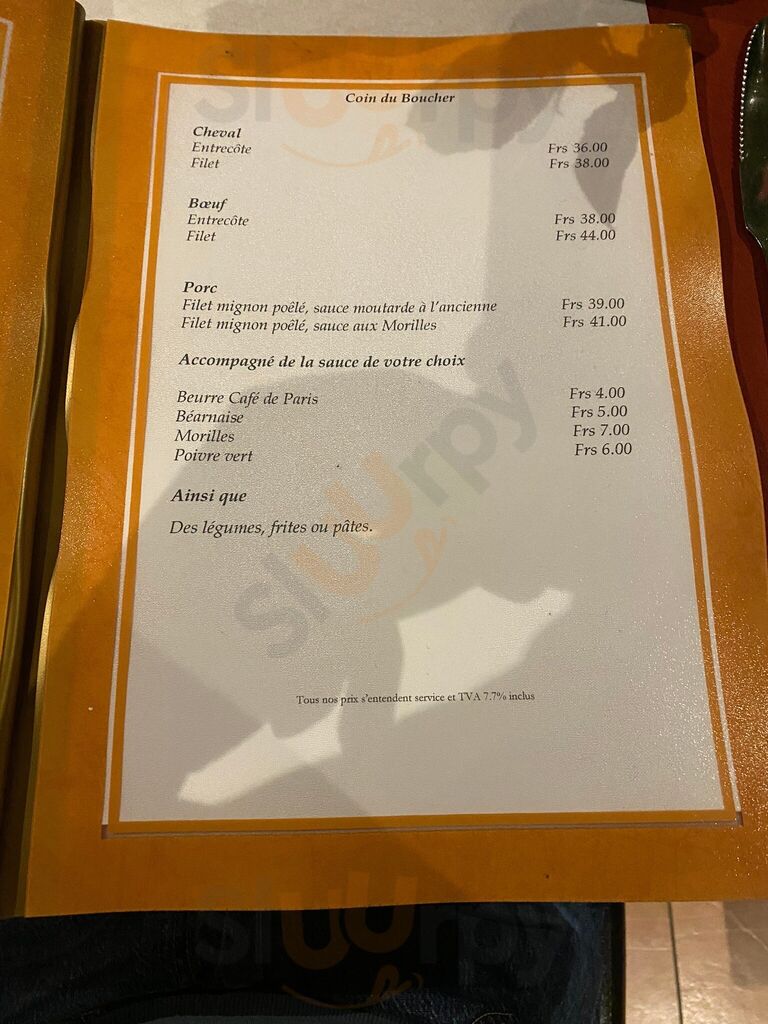 Coin du Boucher
Cheval
Entrecôte Frs 36.00
Filet Frs 38.00
Bœuf
Entrecôte Frs 38.00
Filet Frs 44.00
Porc
Filet mignon poêlé, sauce moutarde à l'ancienne Frs 39.00
Filet mignon poêlé, sauce aux Morilles Frs 41.00
Accompagné de la sauce de votre choix
Beurre Café de Paris Frs 4.00
Béarnaise Frs 5.00
Morilles Frs 7.00
Poivre vert Frs 6.00
Ainsi que
Des légumes, frites ou pâtes.
Tous nos prix s'entendent service et TVA 7.7% inclus
sluurpy
sluurpy
sluurpy